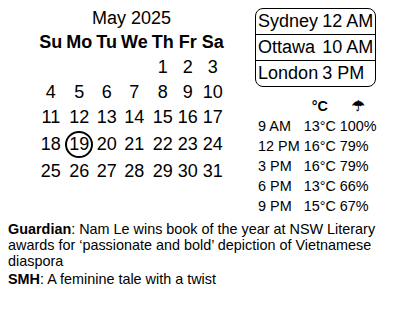 May 2025
Su Mo Tu We Th Fr Sa
1 2 3
4 5 6 7 8 9 10
11 12 13 14 15 16 17
18 19 20 21 22 23 24
25 26 27 28 29 30 31
Sydney 12 AM
Ottawa 10 AM
London 3 PM
°C ☂
9 AM 13°C 100%
12 PM 16°C 79%
3 PM 16°C 79%
6 PM 13°C 66%
9 PM 15°C 67%
Guardian: Nam Le wins book of the year at NSW Literary
awards for ‘passionate and bold’ depiction of Vietnamese
diaspora
SMH: A feminine tale with a twist